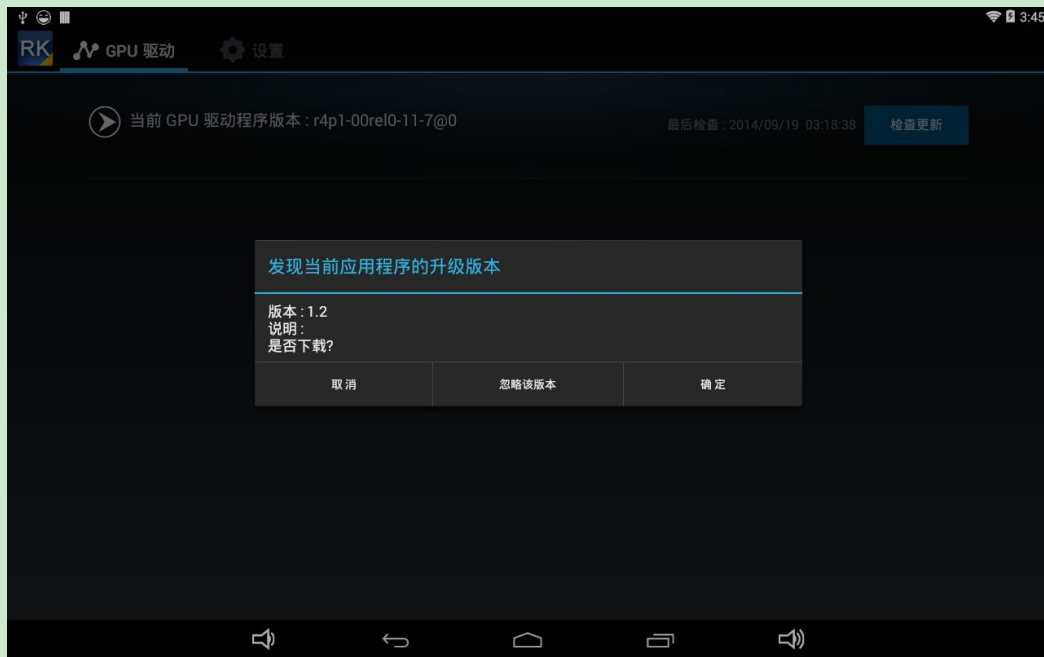 3:45
RK
GPU 驱动
设置
当前 GPU 驱动程序版本 : r4p1-00rel0-11-7@0
最后检查 : 2014/09/19 03:18:38
检查更新
发现当前应用程序的升级版本
版本 : 1.2
说明 :
是否下载?
取消
忽略该版本
确定